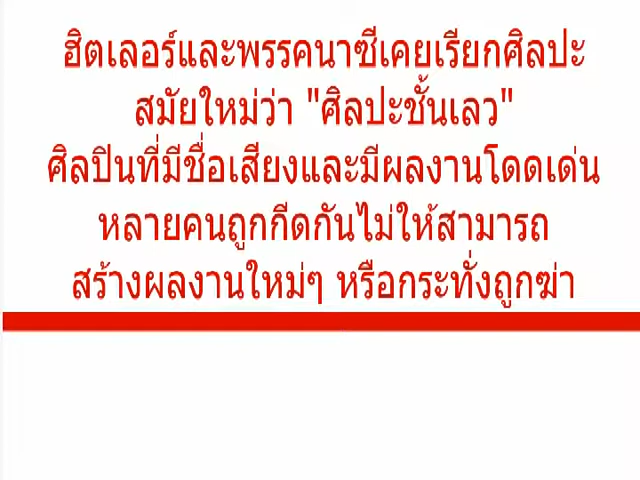 ฮิตเลอร์และพรรคนาซีเคยเรียกศิลปะ
สมัยใหม่ว่า "ศิลปะชั้นเลว"
ศิลปินที่มีชื่อเสียงและมีผลงานโดดเด่น
หลายคนถูกกีดกันไม่ให้สามารถ
สร้างผลงานใหม่ๆ หรือกระทั่งถูกฆ่า